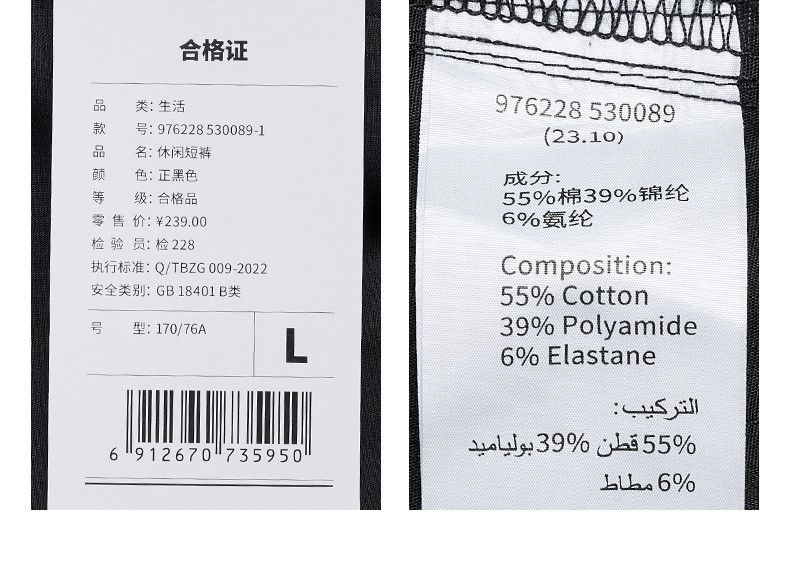 合格证
品 类: 生活
款 号: 976228 530089-1
品 名: 休闲短裤
颜 色: 正黑色
等 级: 合格品
零 售 价: ¥239.00
检 验 员: 检 228
执行标准: Q/TBZG 009-2022
安全类别: GB 18401 B类
号 型: 170/76A
L
6 912670 735950
976228 530089
(23.10)
成分:
55%棉39%锦纶
6%氨纶
Composition:
55% Cotton
39% Polyamide
6% Elastane
التركيب:
55% قطن 39% بولياميد
6% مطاط